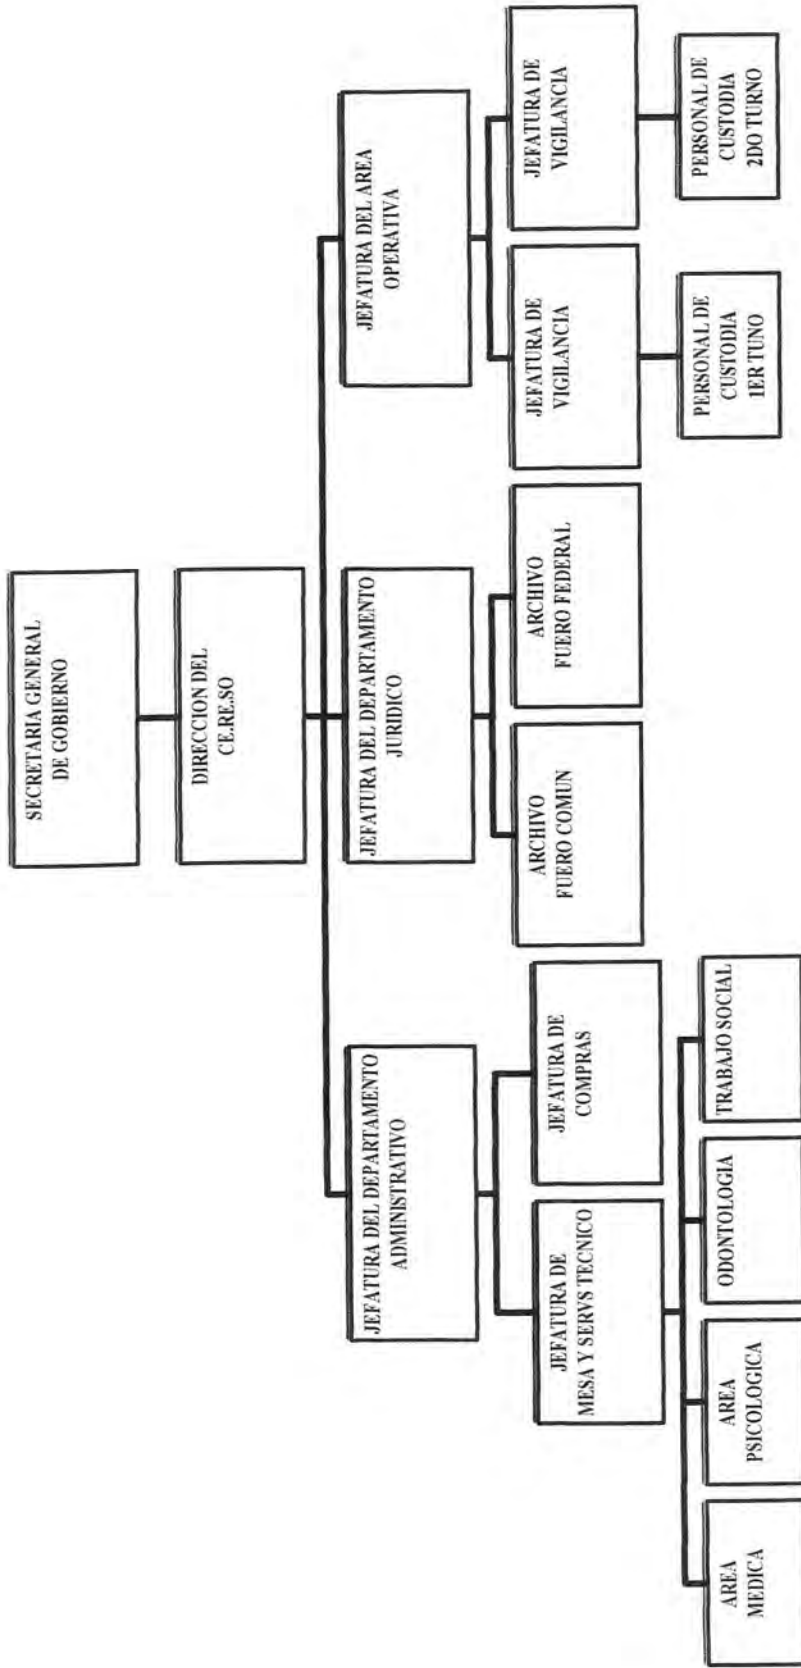 SECRETARIA GENERAL
DE GOBIERNO
DIRECCION DEL
CE.RE.SO
JEFATURA DEL DEPARTAMENTO
ADMINISTRATIVO
JEFATURA DEL DEPARTAMENTO
JURIDICO
JEFATURA DEL AREA
OPERATIVA
JEFATURA DE
MESA Y SERVS TECNICO
JEFATURA DE
COMPRAS
ARCHIVO
FUERO COMUN
ARCHIVO
FUERO FEDERAL
JEFATURA DE
VIGILANCIA
JEFATURA DE
VIGILANCIA
AREA
MEDICA
AREA
PSICOLOGICA
ODONTOLOGIA
TRABAJO SOCIAL
PERSONAL DE
CUSTODIA
1ER TUNO
PERSONAL DE
CUSTODIA
2DO TURNO